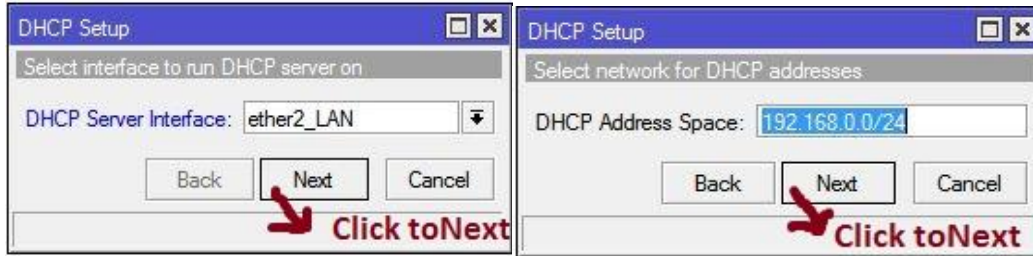 DHCP Setup
Select interface to run DHCP server on
DHCP Server Interface: ether2_LAN
Back Next Cancel
Click toNext
DHCP Setup
Select network for DHCP addresses
DHCP Address Space: 192.168.0.0/24
Back Next Cancel
Click toNext